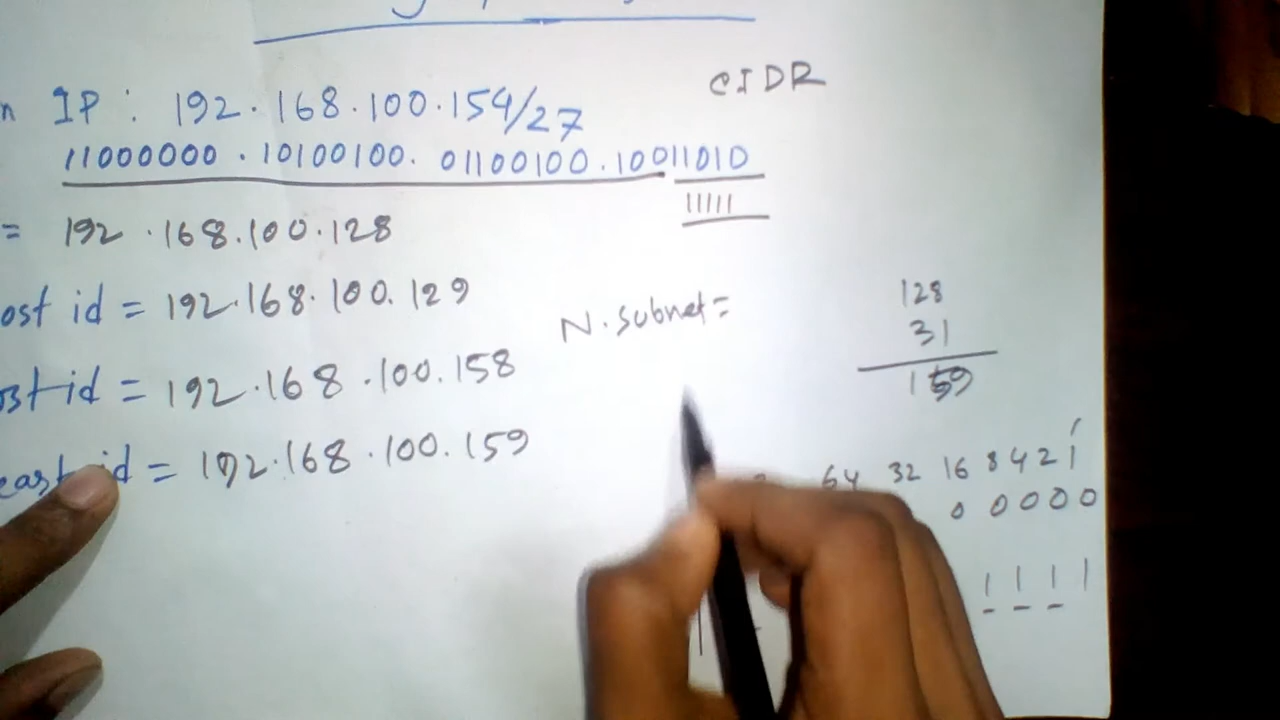 n IP : 192.168.100.154/27
CIDR
11000000.10100100.01100100.10011010
11111
= 192.168.100.128
ost id = 192.168.100.129
N.subnet=
128
31
159
ost id = 192.168.100.158
east id = 192.168.100.159
64 32 16 8 4 2 1
0 0 0 0 0
1 1 1 1